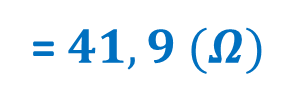 = 41, 9 (Ω)